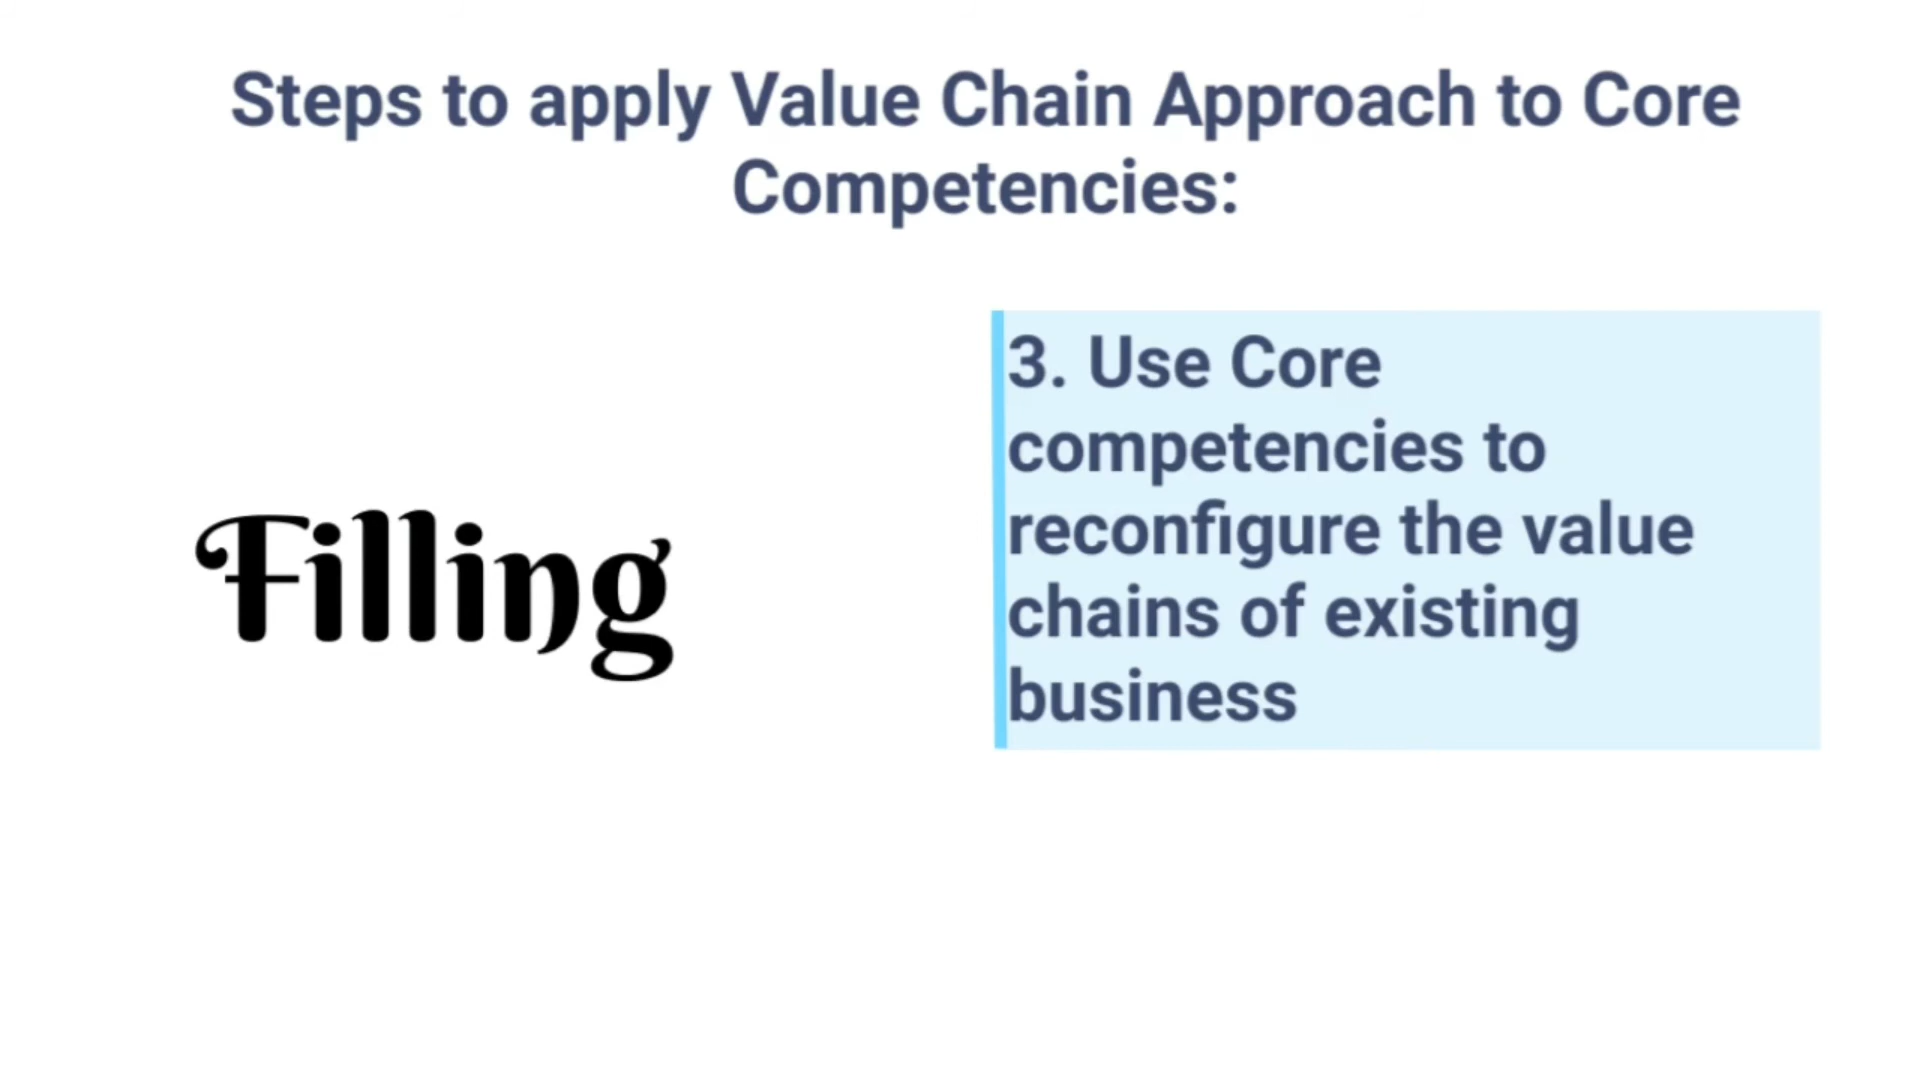 Steps to apply Value Chain Approach to Core
Competencies:
Filling
3. Use Core
competencies to
reconfigure the value
chains of existing
business